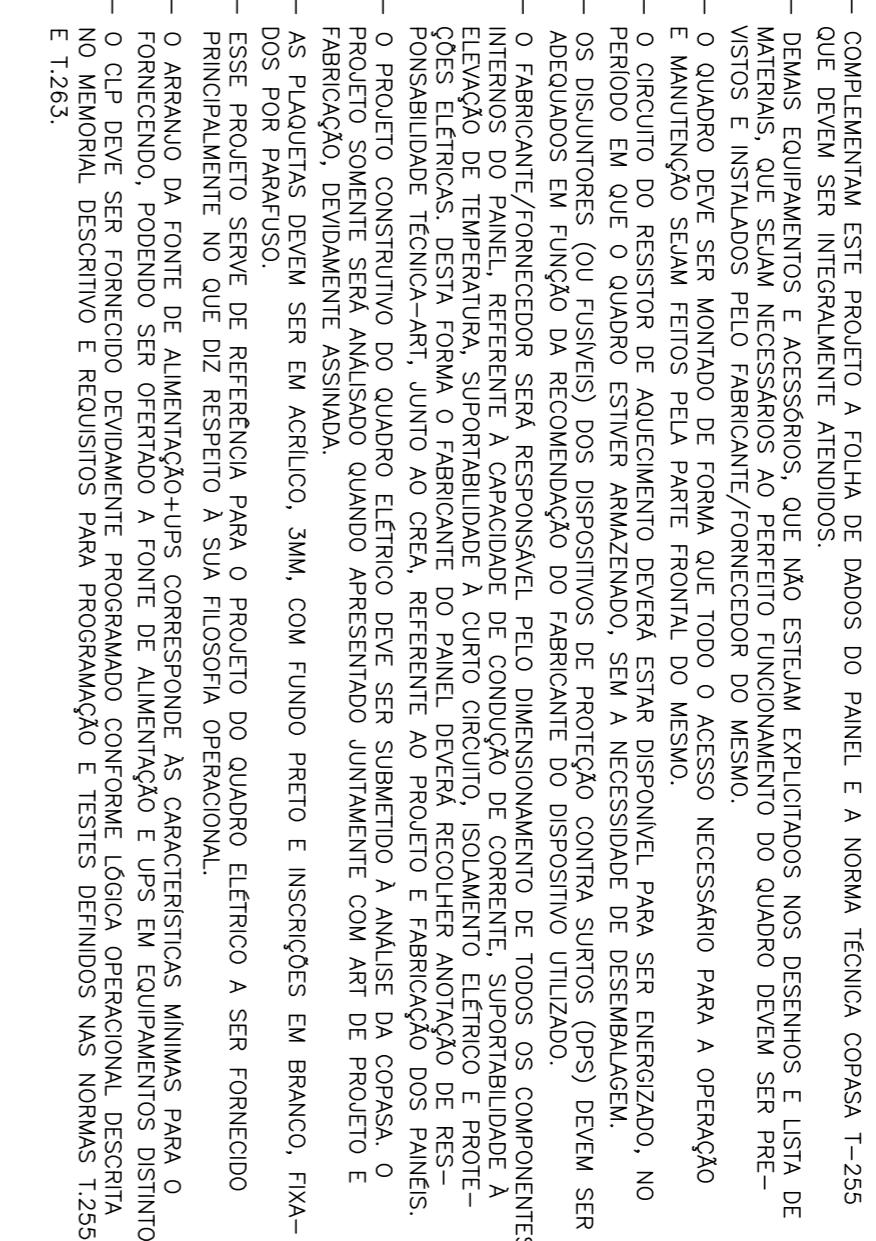 — COMPLEMENTAM ESTE PROJETO A FOLHA DE DADOS DO PAINEL E A NORMA TÉCNICA COPASA T-255
QUE DEVEM SER INTEGRALMENTE ATENDIDOS.
— DEMAIS EQUIPAMENTOS E ACESSÓRIOS, QUE NÃO ESTEJAM EXPLICITADOS NOS DESENHOS E LISTA DE
MATERIAIS, QUE SEJAM NECESSÁRIOS AO PERFEITO FUNCIONAMENTO DO QUADRO DEVEM SER PRE-
VISTOS E INSTALADOS PELO FABRICANTE/FORNECEDOR DO MESMO.
— O QUADRO DEVE SER MONTADO DE FORMA QUE TODO O ACESSO NECESSÁRIO PARA A OPERAÇÃO
E MANUTENÇÃO SEJAM FEITOS PELA PARTE FRONTAL DO MESMO.
— O CIRCUITO DO RESISTOR DE AQUECIMENTO DEVERÁ ESTAR DISPONÍVEL PARA SER ENERGIZADO, NO
PERÍODO EM QUE O QUADRO ESTIVER ARMAZENADO, SEM A NECESSIDADE DE DESEMBALAGEM.
— OS DISJUNTORES (OU FUSÍVEIS) DOS DISPOSITIVOS DE PROTEÇÃO CONTRA SURTOS (DPS) DEVEM SER
ADEQUADOS EM FUNÇÃO DA RECOMENDAÇÃO DO FABRICANTE DO DISPOSITIVO UTILIZADO.
— O FABRICANTE/FORNECEDOR SERÁ RESPONSÁVEL PELO DIMENSIONAMENTO DE TODOS OS COMPONENTES
INTERNOS DO PAINEL, REFERENTE À CAPACIDADE DE CONDUÇÃO DE CORRENTE, SUPORTABILIDADE À
ELEVAÇÃO DE TEMPERATURA, SUPORTABILIDADE À CURTO CIRCUITO, ISOLAMENTO ELÉTRICO E PROTE-
ÇÕES ELÉTRICAS. DESTA FORMA O FABRICANTE DO PAINEL DEVERÁ RECOLHER ANOTAÇÃO DE RES-
PONSABILIDADE TÉCNICA-ART, JUNTO AO CREA, REFERENTE AO PROJETO E FABRICAÇÃO DOS PAINÉIS.
— O PROJETO CONSTRUTIVO DO QUADRO ELÉTRICO DEVE SER SUBMETIDO À ANÁLISE DA COPASA. O
PROJETO SOMENTE SERÁ ANÁLISADO QUANDO APRESENTADO JUNTAMENTE COM ART DE PROJETO E
FABRICAÇÃO, DEVIDAMENTE ASSINADA.
— AS PLAQUETAS DEVEM SER EM ACRÍLICO, 3MM, COM FUNDO PRETO E INSCRIÇÕES EM BRANCO, FIXA-
DOS POR PARAFUSO.
— ESSE PROJETO SERVE DE REFERÊNCIA PARA O PROJETO DO QUADRO ELÉTRICO A SER FORNECIDO
PRINCIPALMENTE NO QUE DIZ RESPEITO À SUA FILOSOFIA OPERACIONAL.
— O ARRANJO DA FONTE DE ALIMENTAÇÃO+UPS CORRESPONDE ÀS CARACTERÍSTICAS MÍNIMAS PARA O
FORNECENDO, PODENDO SER OFERTADO A FONTE DE ALIMENTAÇÃO E UPS EM EQUIPAMENTOS DISTINTO
— O CLP DEVE SER FORNECIDO DEVIDAMENTE PROGRAMADO CONFORME LÓGICA OPERACIONAL DESCRITA
NO MEMORIAL DESCRITIVO E REQUISITOS PARA PROGRAMAÇÃO E TESTES DEFINIDOS NAS NORMAS T.255
E T.263.